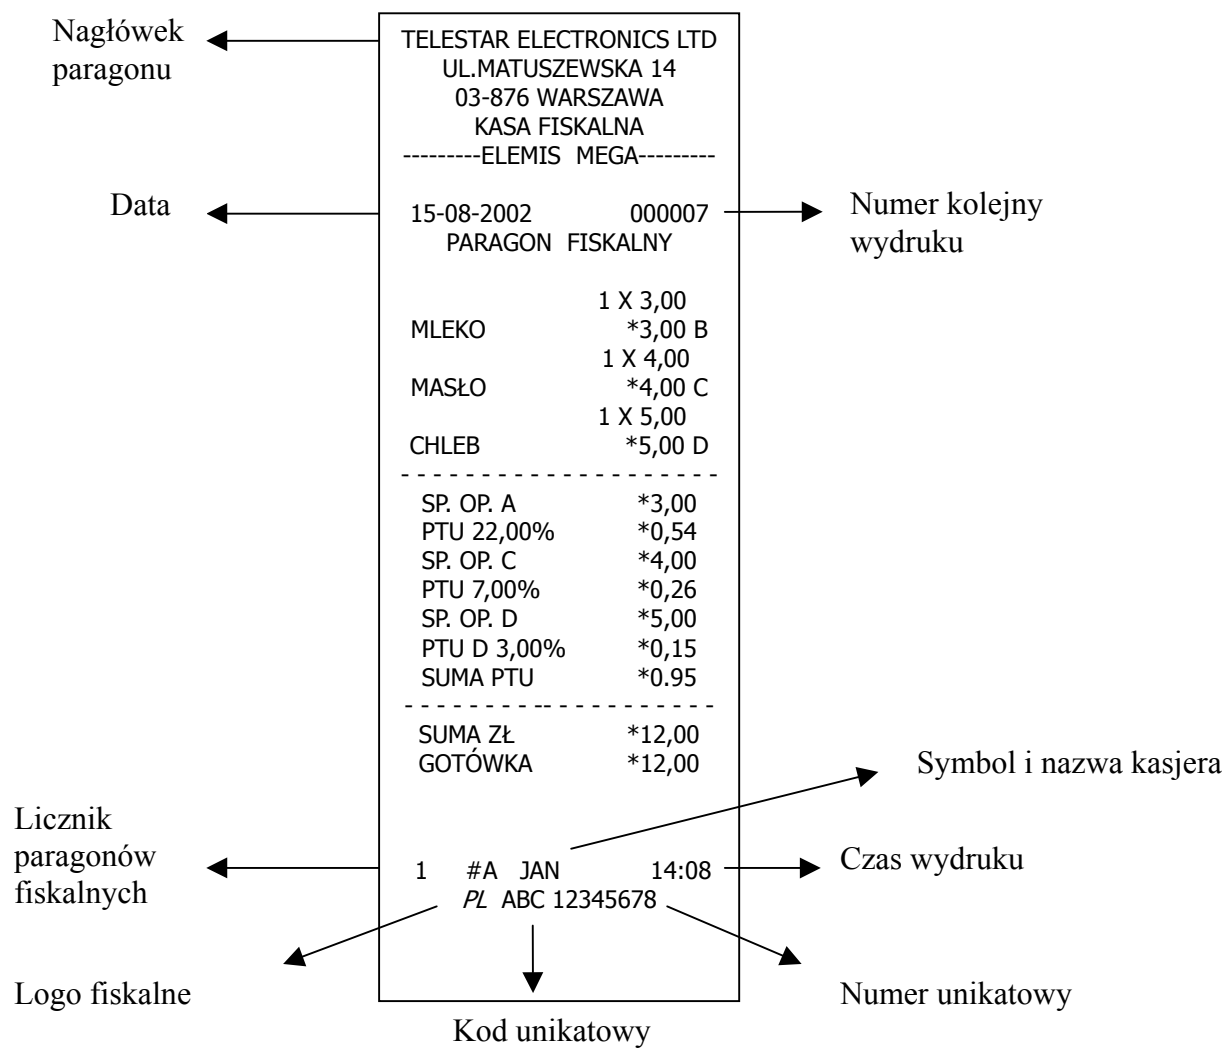 Nagłówek
paragonu
TELESTAR ELECTRONICS LTD
UL.MATUSZEWSKA 14
03-876 WARSZAWA
KASA FISKALNA
---------ELEMIS MEGA---------
Data
15-08-2002 000007
Numer kolejny
wydruku
PARAGON FISKALNY
1 X 3,00
MLEKO *3,00 B
1 X 4,00
MASŁO *4,00 C
1 X 5,00
CHLEB *5,00 D
- - - - - - - - - - - - - - - - - - - - - -
SP. OP. A *3,00
PTU 22,00% *0,54
SP. OP. C *4,00
PTU 7,00% *0,26
SP. OP. D *5,00
PTU D 3,00% *0,15
SUMA PTU *0.95
- - - - - - - - - -- - - - - - - - - - - -
SUMA ZŁ *12,00
GOTÓWKA *12,00
Symbol i nazwa kasjera
Licznik
paragonów
fiskalnych
1 #A JAN 14:08
Czas wydruku
PL ABC 12345678
Logo fiskalne
Numer unikatowy
Kod unikatowy